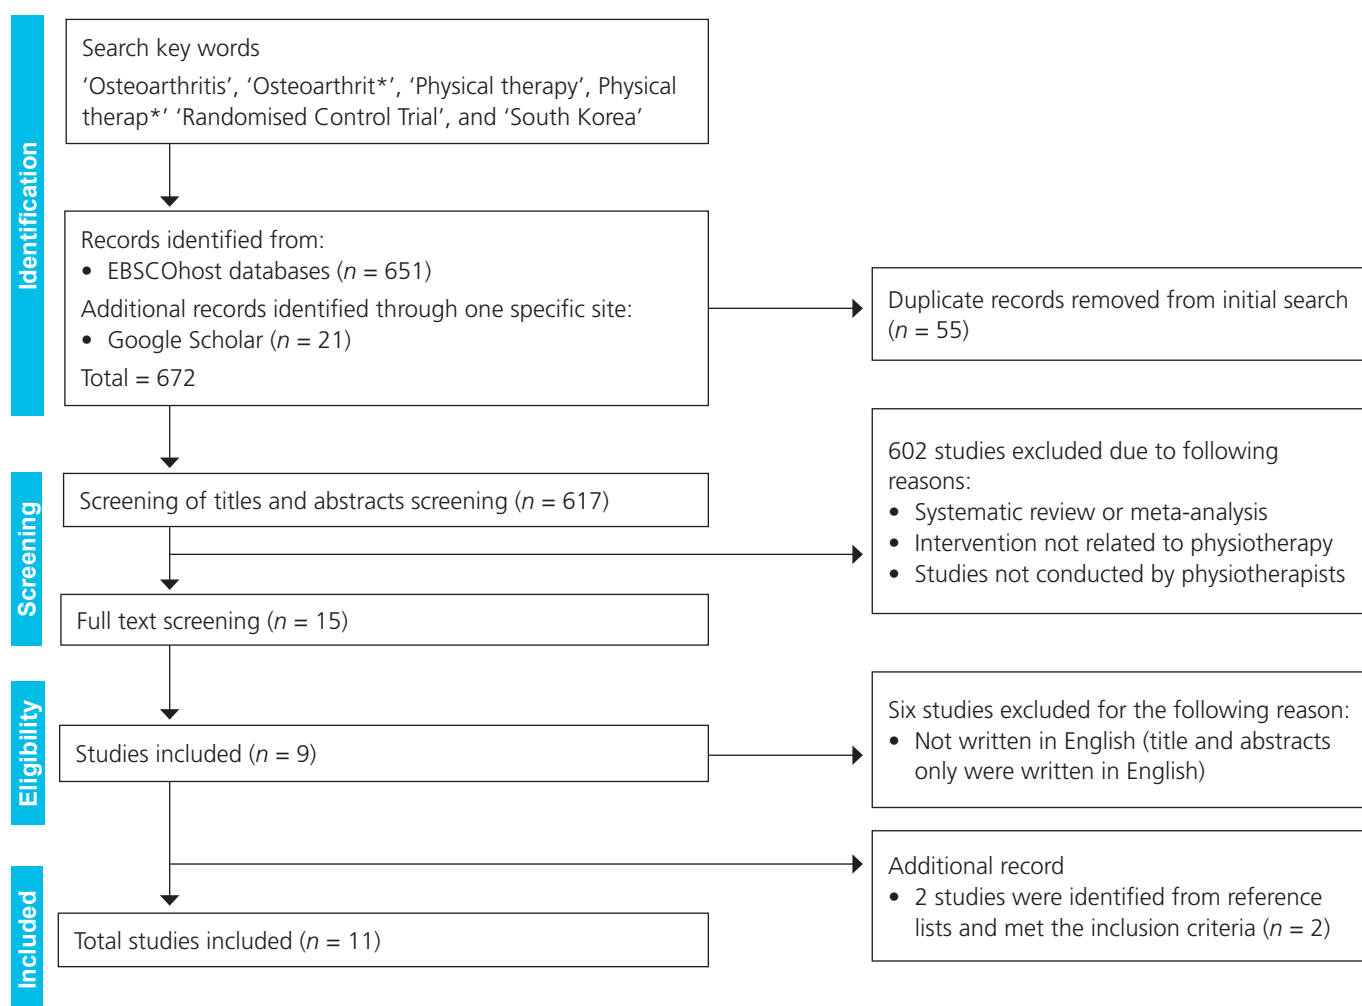 Identification
Search key words
‘Osteoarthritis’, ‘Osteoarthrit*’, ‘Physical therapy’, Physical
therap*’ ‘Randomised Control Trial’, and ‘South Korea’
Records identified from:
• EBSCOhost databases (n = 651)
Additional records identified through one specific site:
• Google Scholar (n = 21)
Total = 672
Duplicate records removed from initial search
(n = 55)
Screening
Screening of titles and abstracts screening (n = 617)
602 studies excluded due to following
reasons:
• Systematic review or meta-analysis
• Intervention not related to physiotherapy
• Studies not conducted by physiotherapists
Full text screening (n = 15)
Eligibility
Studies included (n = 9)
Six studies excluded for the following reason:
• Not written in English (title and abstracts
only were written in English)
Included
Additional record
• 2 studies were identified from reference
lists and met the inclusion criteria (n = 2)
Total studies included (n = 11)